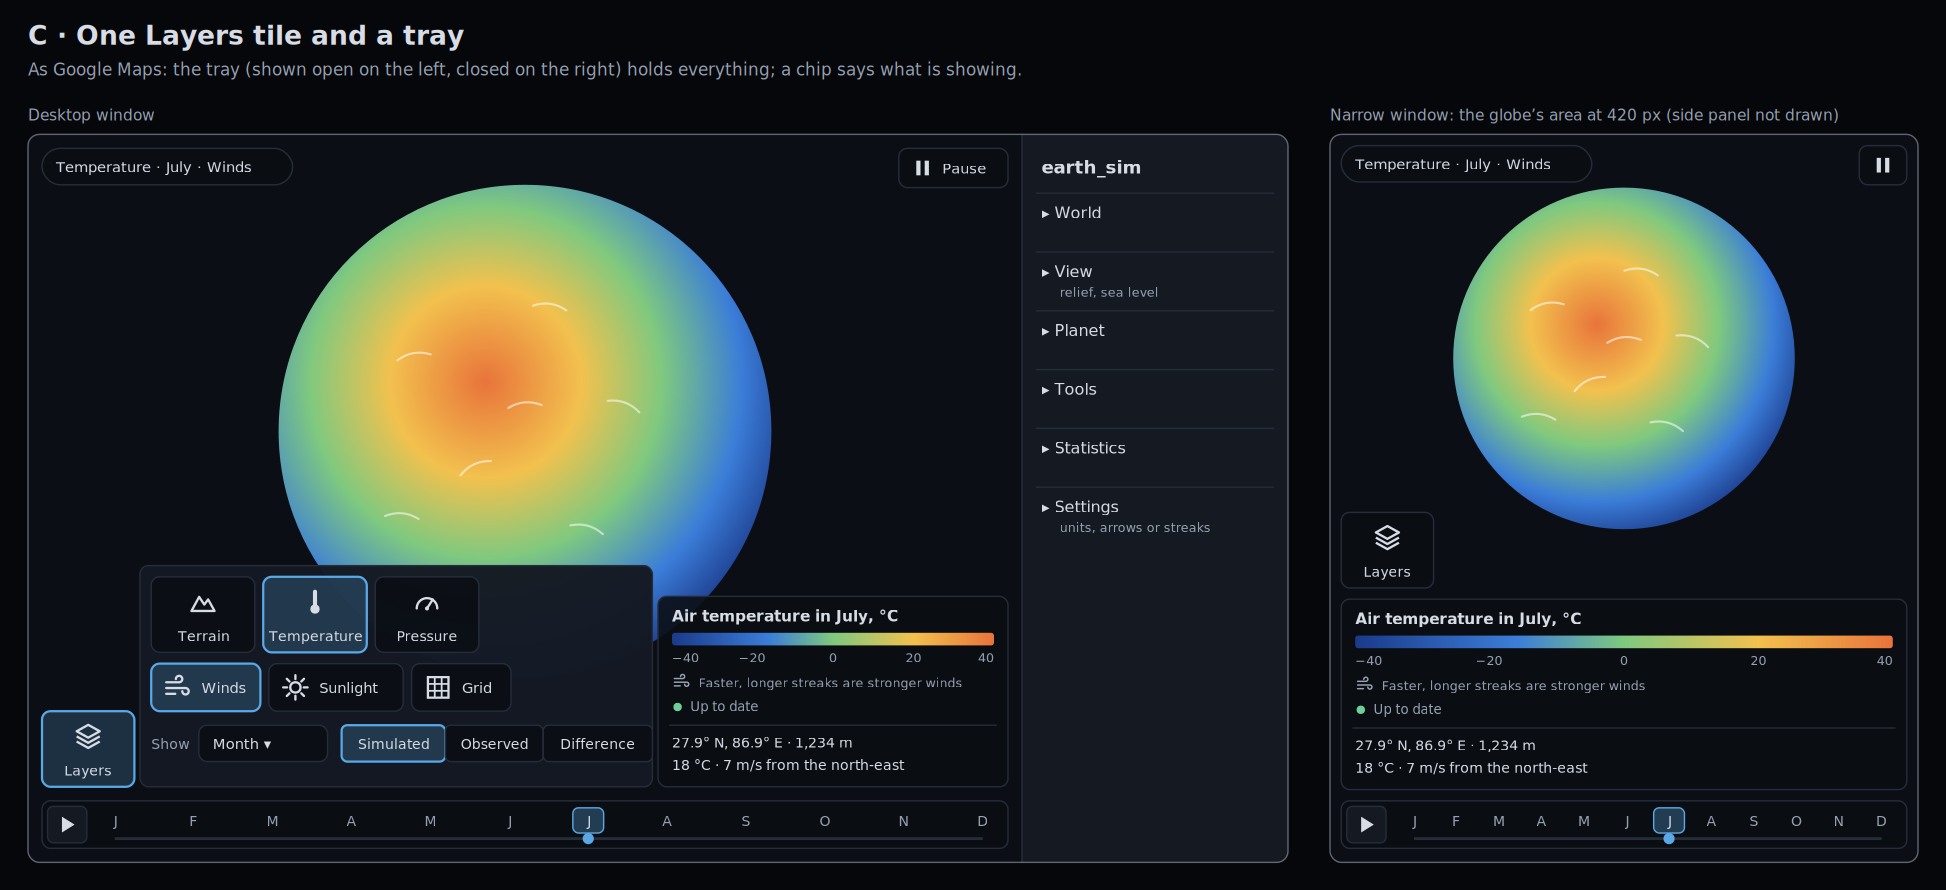 C · One Layers tile and a tray
As Google Maps: the tray (shown open on the left, closed on the right) holds everything; a chip says what is showing.
Desktop window
Temperature · July · Winds
Pause
earth_sim
▸ World
▸ View
relief, sea level
▸ Planet
▸ Tools
▸ Statistics
▸ Settings
units, arrows or streaks
Terrain
Temperature
Pressure
Winds
Sunlight
Grid
Layers
Show
Month ▾
Simulated
Observed
Difference
Air temperature in July, °C
−40 −20 0 20 40
Faster, longer streaks are stronger winds
Up to date
27.9° N, 86.9° E · 1,234 m
18 °C · 7 m/s from the north-east
J F M A M J J A S O N D
Narrow window: the globe’s area at 420 px (side panel not drawn)
Temperature · July · Winds
Layers
Air temperature in July, °C
−40 −20 0 20 40
Faster, longer streaks are stronger winds
Up to date
27.9° N, 86.9° E · 1,234 m
18 °C · 7 m/s from the north-east
J F M A M J J A S O N D